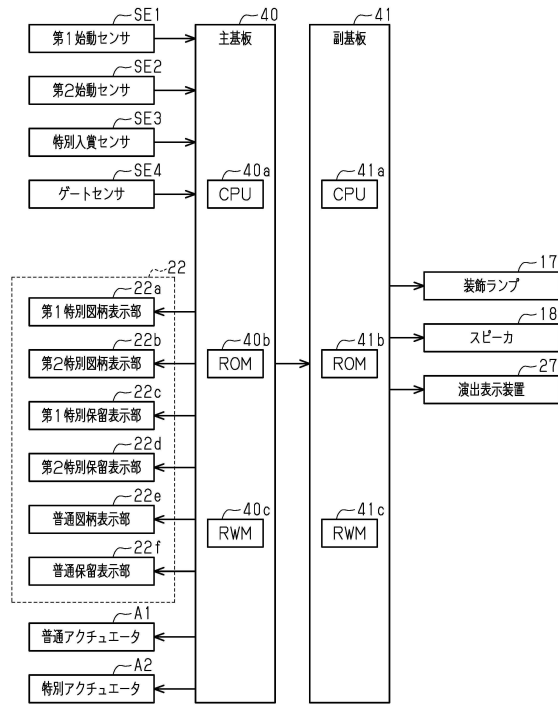 SE1
第1始動センサ
SE2
第2始動センサ
SE3
特別入賞センサ
SE4
ゲートセンサ
22
22a
第1特別図柄表示部
22b
第2特別図柄表示部
22c
第1特別保留表示部
22d
第2特別保留表示部
22e
普通図柄表示部
22f
普通保留表示部
A1
普通アクチュエータ
A2
特別アクチュエータ
40
主基板
40a
CPU
40b
ROM
40c
RWM
41
副基板
41a
CPU
41b
ROM
41c
RWM
17
装飾ランプ
18
スピーカ
27
演出表示装置